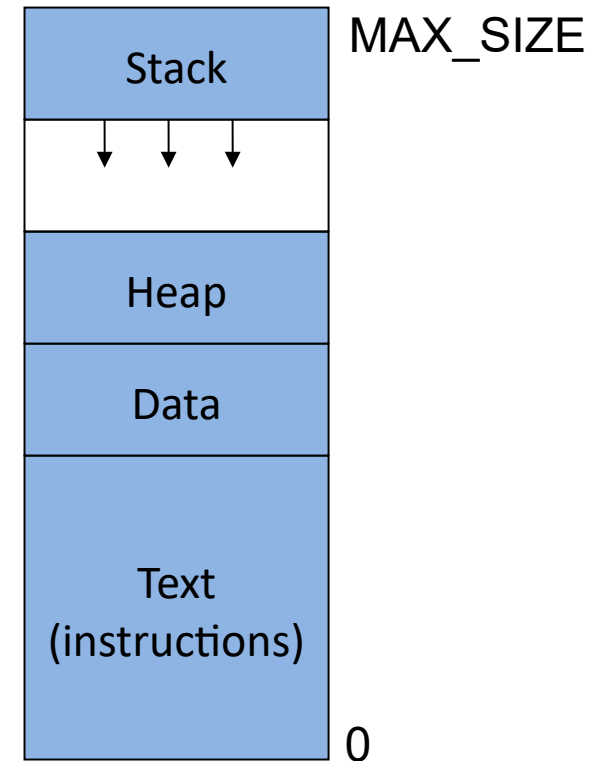 MAX_SIZE
Stack
Heap
Data
Text
(instructions)
0